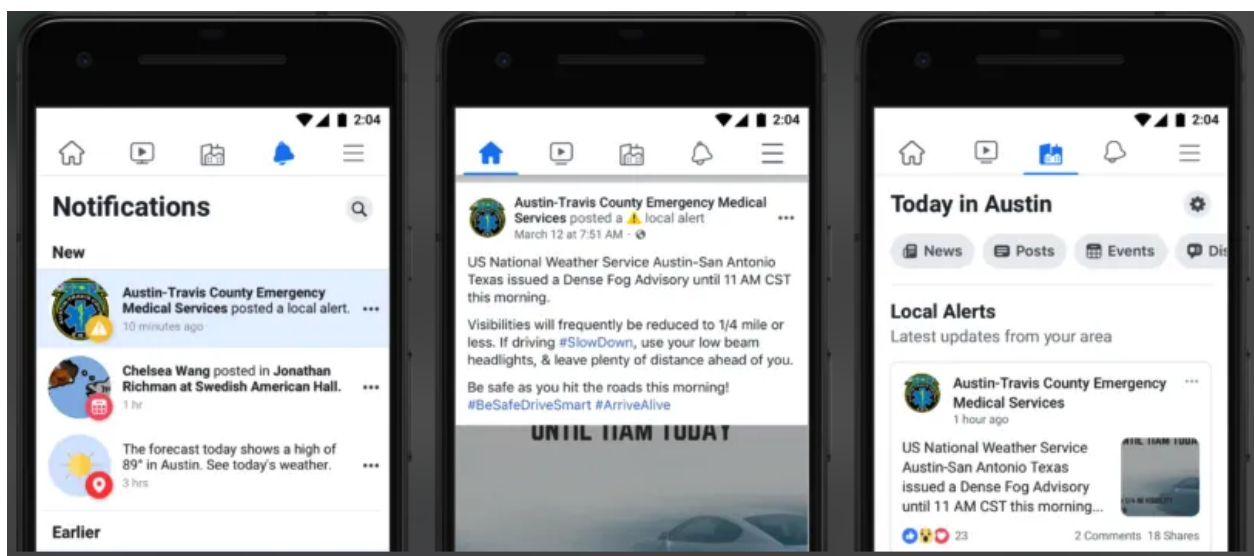 2:04
Notifications
New
Austin-Travis County Emergency
Medical Services posted a local alert.
10 minutes ago
Chelsea Wang posted in Jonathan
Richman at Swedish American Hall.
1 hr
The forecast today shows a high of
89° in Austin. See today's weather.
3 hrs
Earlier
2:04
Austin-Travis County Emergency Medical
Services posted a local alert
March 12 at 7:51 AM ·
US National Weather Service Austin-San Antonio
Texas issued a Dense Fog Advisory until 11 AM CST
this morning.
Visibilities will frequently be reduced to 1/4 mile or
less. If driving #SlowDown, use your low beam
headlights, & leave plenty of distance ahead of you.
Be safe as you hit the roads this morning!
#BeSafeDriveSmart #ArriveAlive
UNTIL 11AM TODAY
2:04
Today in Austin
News Posts Events Dis
Local Alerts
Latest updates from your area
Austin-Travis County Emergency
Medical Services
1 hour ago
US National Weather Service
Austin-San Antonio Texas
issued a Dense Fog Advisory
until 11 AM CST this morning...
23 2 Comments 18 Shares